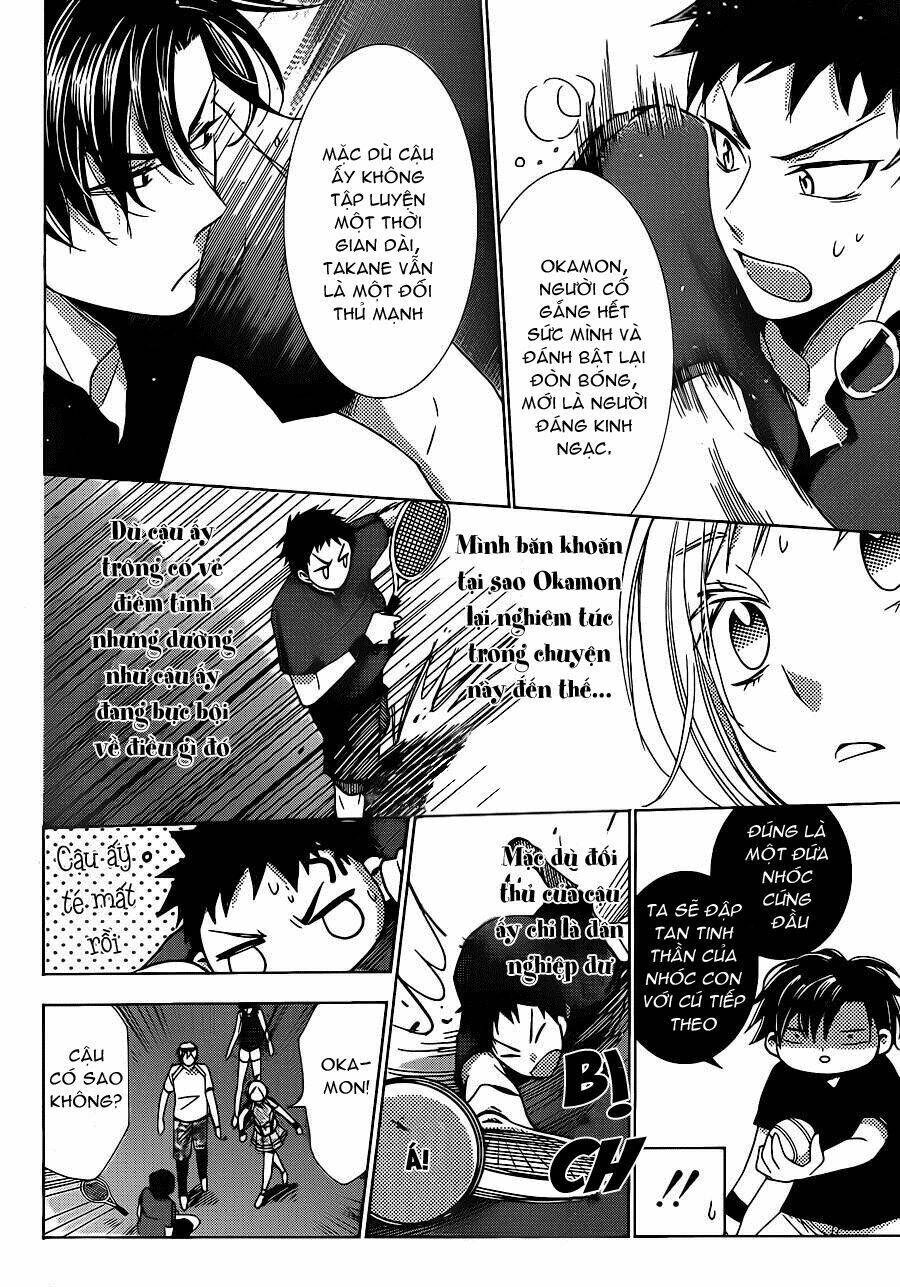 OKAMON,
NGƯỜI CÓ
GẮNG HẾT
SỨC MÌNH VÀ
ĐÁNH BẬT LẠI
ĐÒN BÓNG,
MỚI LÀ NGƯỜI
ĐÁNG KINH
NGẠC.
MẶC DÙ CẬU
ẤY KHÔNG
TẬP LUYỆN
MỘT THỜI
GIAN DÀI,
TAKANE VẪN
LÀ MỘT ĐỐI
THỦ MẠNH
Mình băn khoăn
tại sao Okamon
lại nghiêm túc
trong chuyện
này đến thế...
Dù cậu ấy
trông có vẻ
điềm tĩnh
nhưng dường
như cậu ấy
đang bực bội
về điều gì đó
ĐÚNG LÀ
MỘT ĐỨA
NHÓC
CỨNG
ĐẦU
TA SẼ ĐẬP
TAN TINH
THẦN CỦA
NHÓC CON
VỚI CÚ TIẾP
THEO
!!
Mặc dù đối
thủ của cậu
ấy chỉ là dân
nghiệp dư
BỊ
CH
Á!
Cậu ấy
té mất
rồi
OKA-
MON!
CẬU
CÓ SAO
KHÔNG?